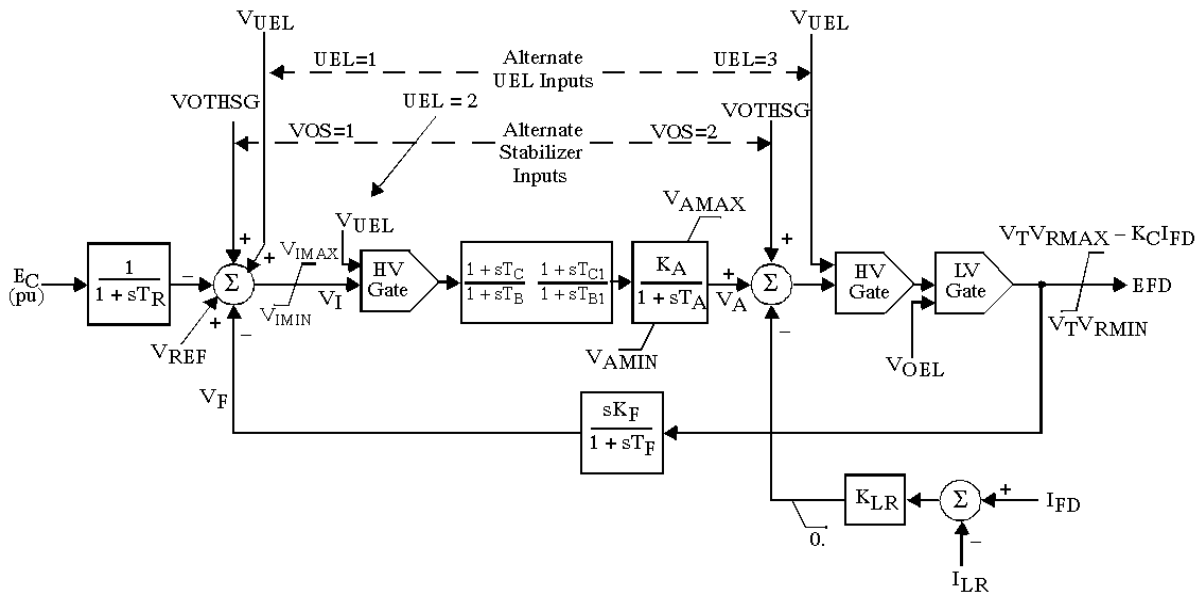 VUEL
VUEL
UEL=1
Alternate
UEL Inputs
UEL=3
VOTHSG
UEL = 2
VOTHSG
VOS=1
Alternate
Stabilizer
Inputs
VOS=2
VUEL
VAMAX
VIMAX
VTVRMAX – KCIFD
EC
(pu)
1
1 + sTR
–
+
+
Σ
+
–
VREF
VI
VIMIN
HV
Gate
1 + sTC
1 + sTB
1 + sTC1
1 + sTB1
KA
1 + sTA
VAMIN
+
VA
+
Σ
–
HV
Gate
LV
Gate
VOEL
EFD
VTVRMIN
VF
sKF
1 + sTF
0.
KLR
Σ
+
IFD
–
ILR